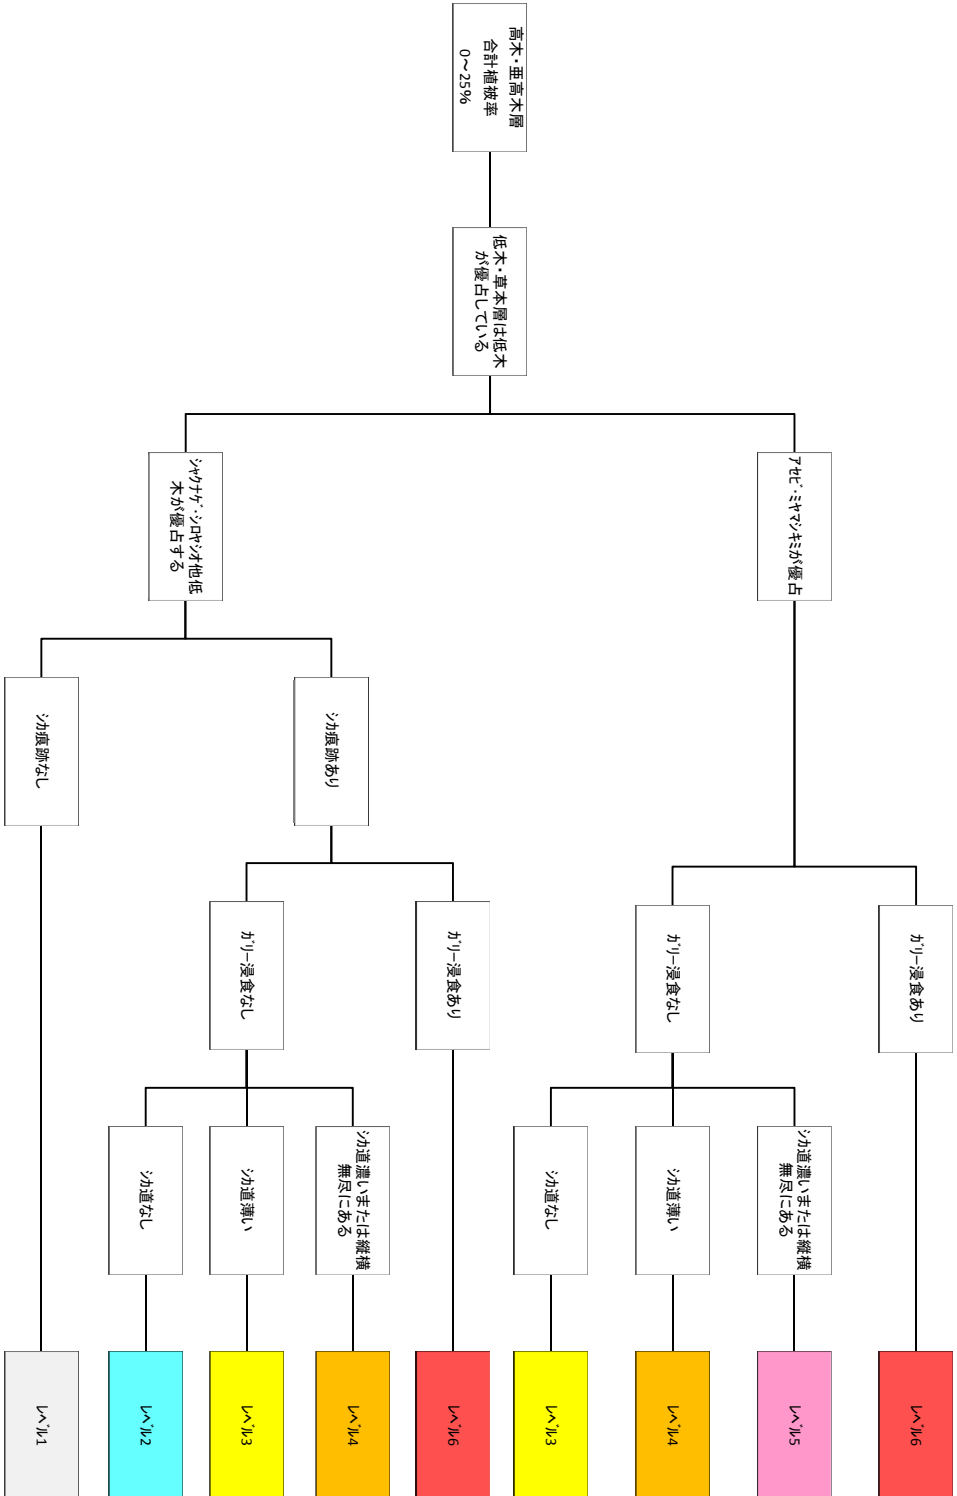 高木・亜高木層
合計植被率
0～25％
低木・草本層は低木
が優占している
アセビ・ミヤマシキミが優占
シャクナゲ・シロヤシオ他低
木が優占する
シカ痕跡あり
シカ痕跡なし
ガリー浸食あり
ガリー浸食なし
ガリー浸食あり
ガリー浸食なし
シカ道濃いまたは縦横
無尽にある
シカ道薄い
シカ道なし
シカ道濃いまたは縦横
無尽にある
シカ道薄い
シカ道なし
レベル6
レベル5
レベル4
レベル3
レベル6
レベル4
レベル3
レベル2
レベル1